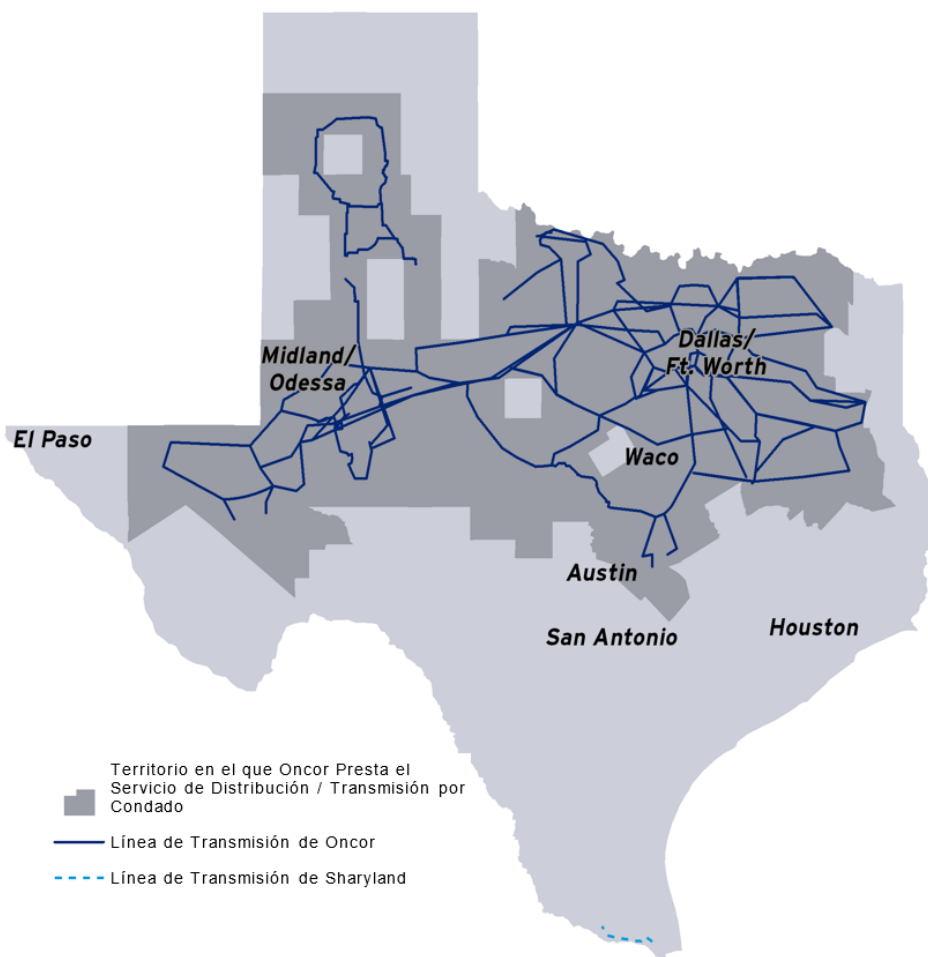 Dallas/
Ft. Worth
Midland/
Odessa
El Paso
Waco
Austin
San Antonio
Houston
Territorio en el que Oncor Presta el
Servicio de Distribución / Transmisión por
Condado
Línea de Transmisión de Oncor
Línea de Transmisión de Sharyland